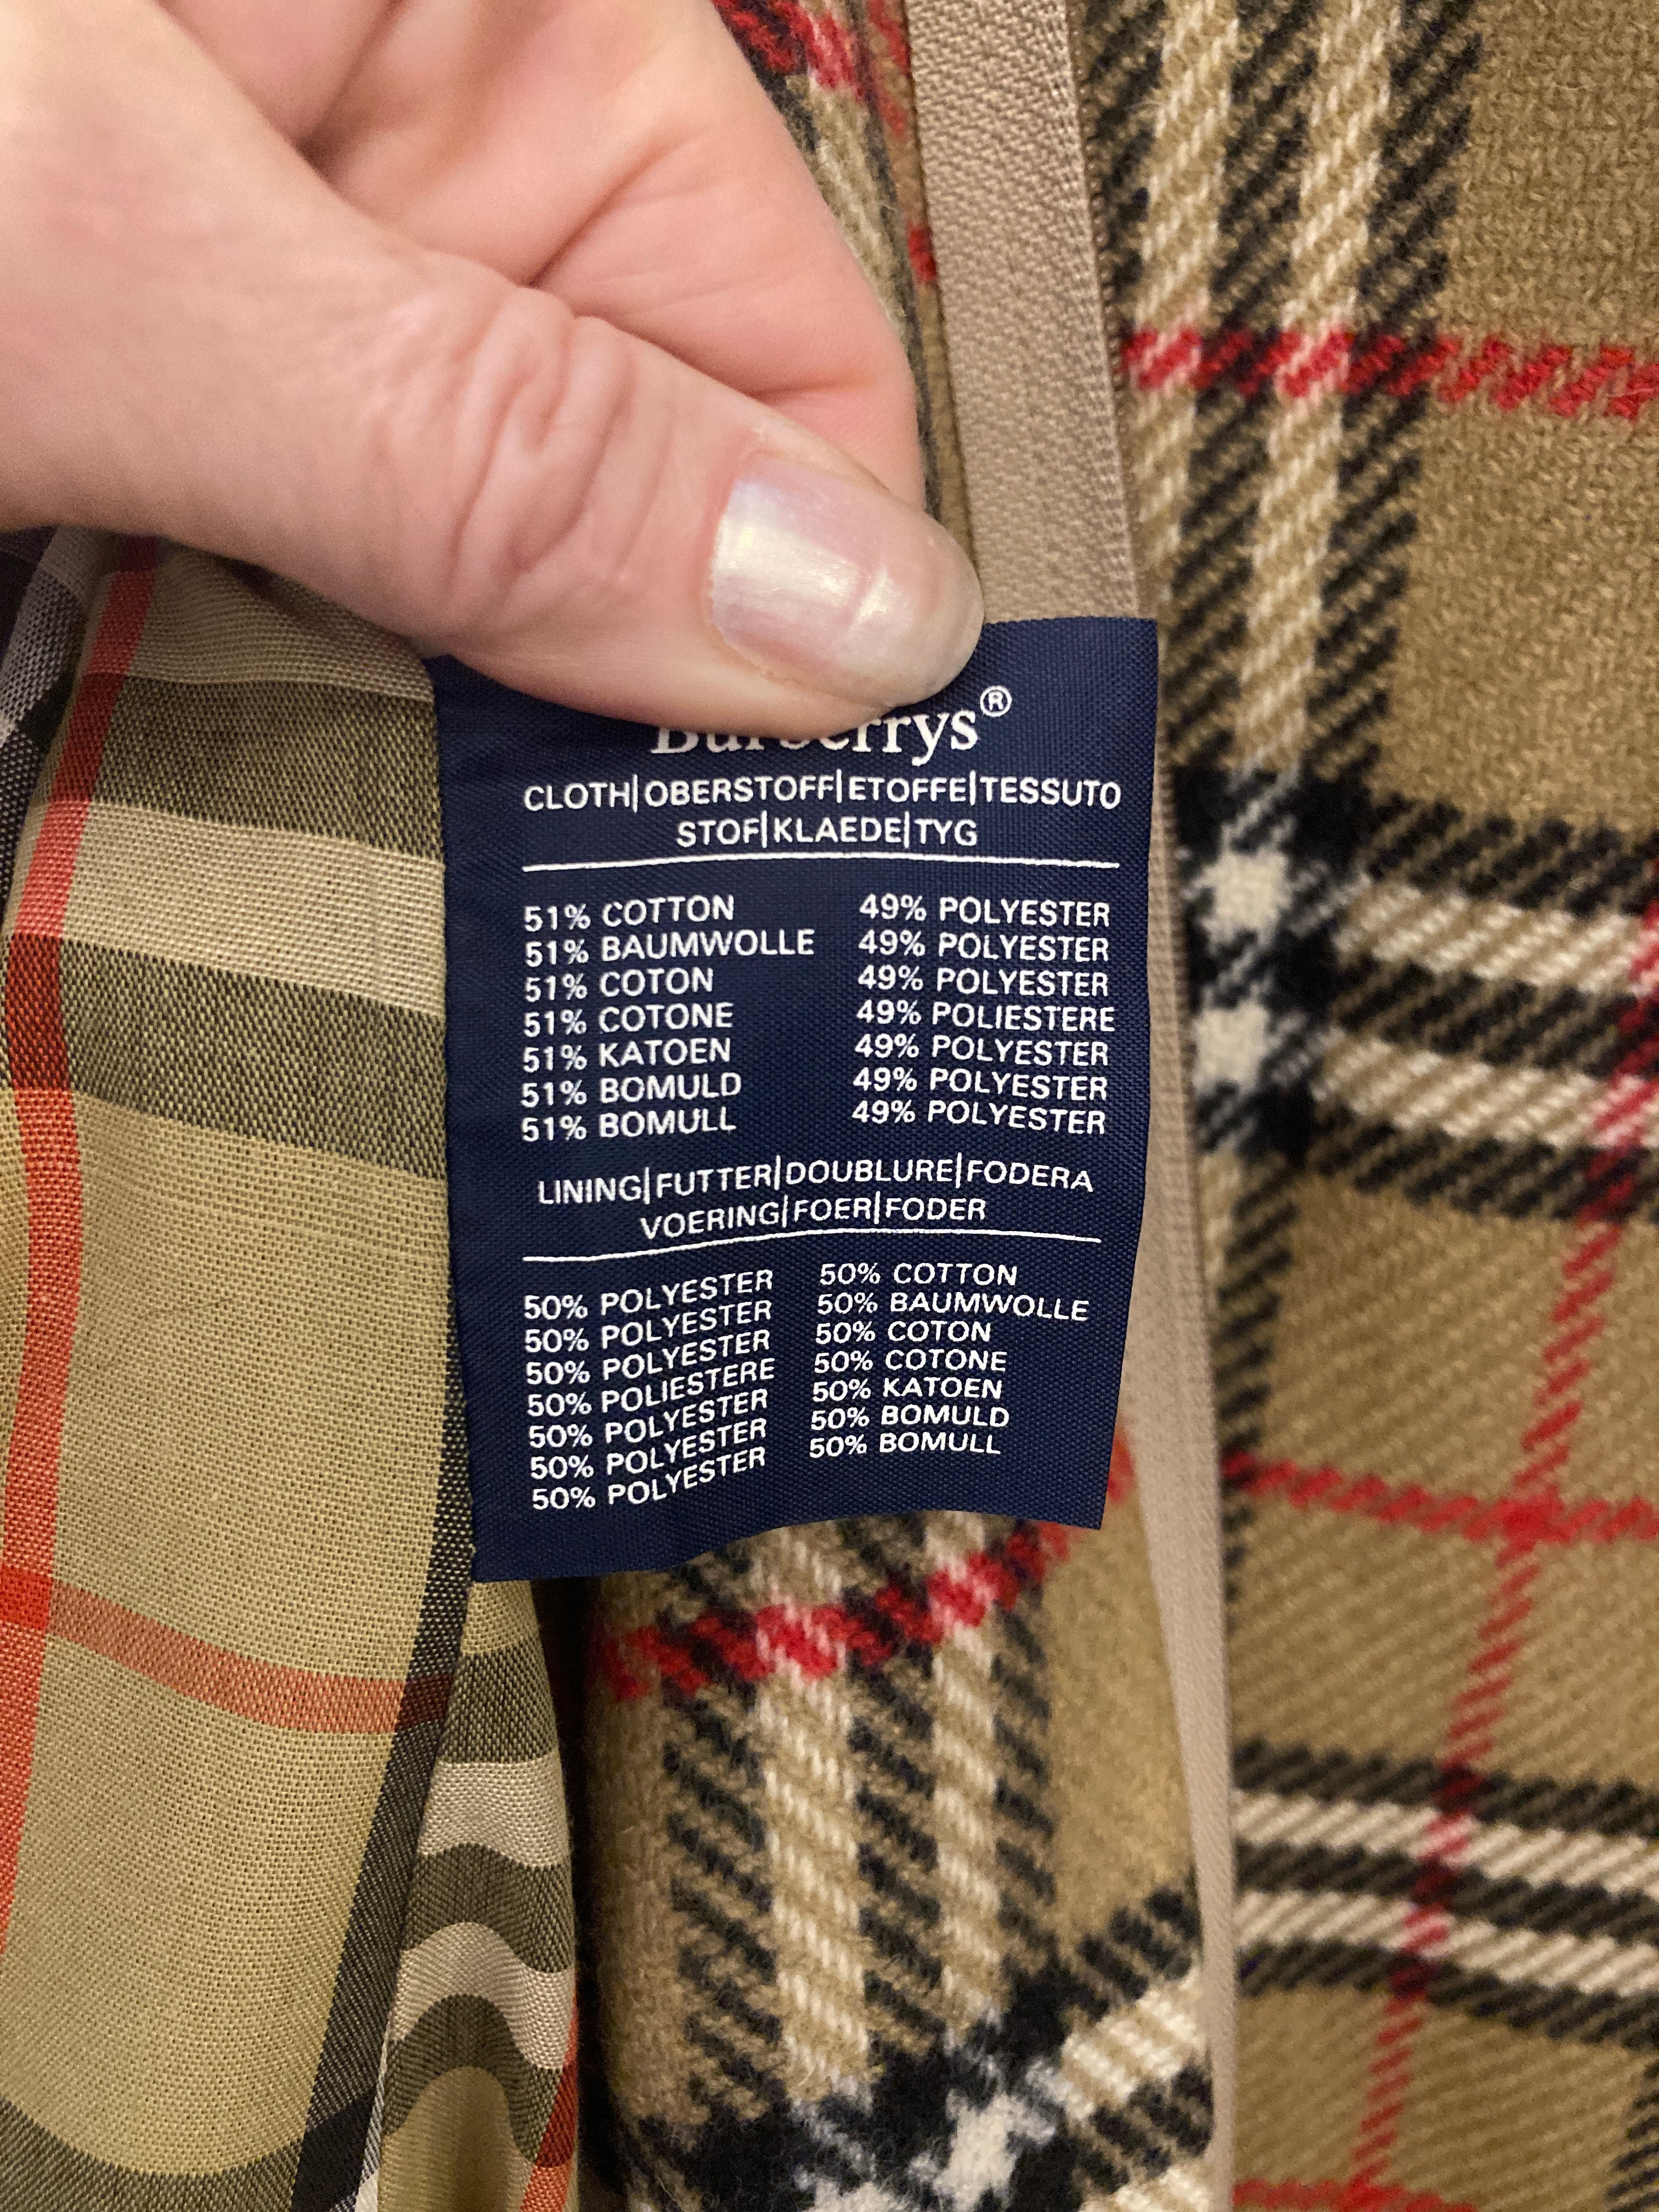 Burberrys®
CLOTH|OBERSTOFF|ETOFFE|TESSUTO
STOF|KLAEDE|TYG
51% COTTON 49% POLYESTER
51% BAUMWOLLE 49% POLYESTER
51% COTON 49% POLYESTER
51% COTONE 49% POLIESTERE
51% KATOEN 49% POLYESTER
51% BOMULD 49% POLYESTER
51% BOMULL 49% POLYESTER
LINING|FUTTER|DOUBLURE|FODERA
VOERING|FOER|FODER
50% POLYESTER 50% COTTON
50% POLYESTER 50% BAUMWOLLE
50% POLYESTER 50% COTON
50% POLIESTERE 50% COTONE
50% POLYESTER 50% KATOEN
50% POLYESTER 50% BOMULD
50% POLYESTER 50% BOMULL